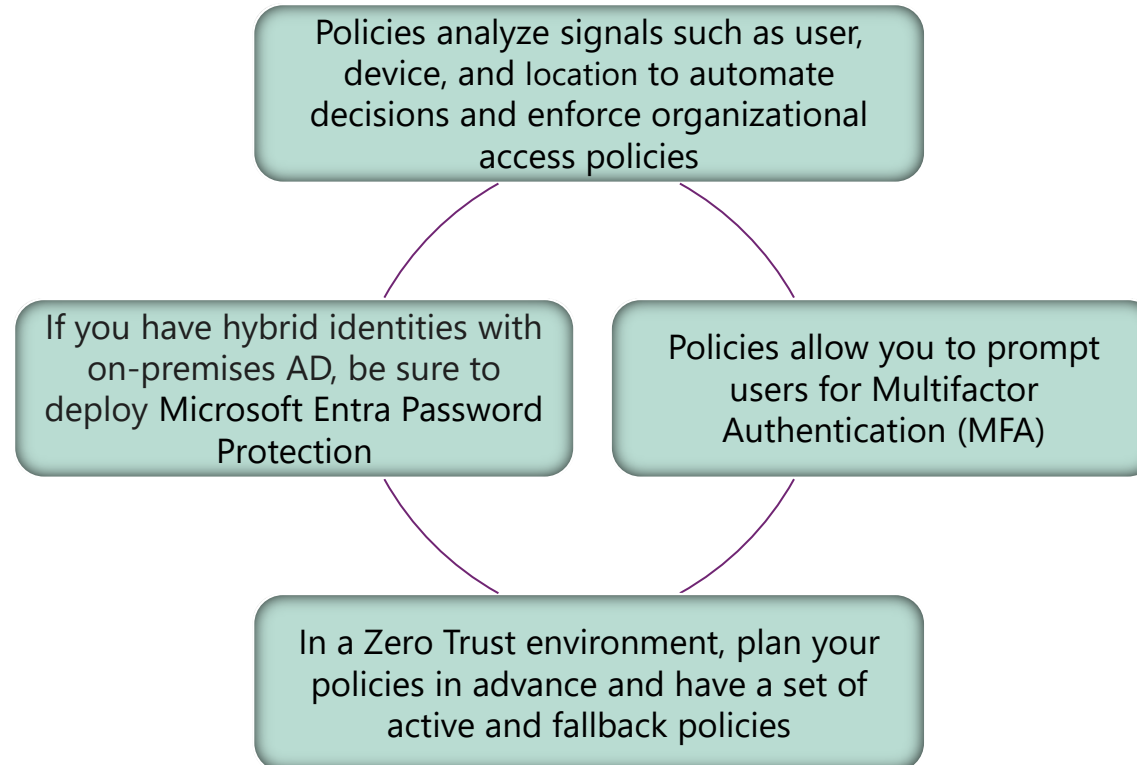 Policies analyze signals such as user,
device, and location to automate
decisions and enforce organizational
access policies
If you have hybrid identities with
on-premises AD, be sure to
deploy Microsoft Entra Password
Protection
Policies allow you to prompt
users for Multifactor
Authentication (MFA)
In a Zero Trust environment, plan your
policies in advance and have a set of
active and fallback policies